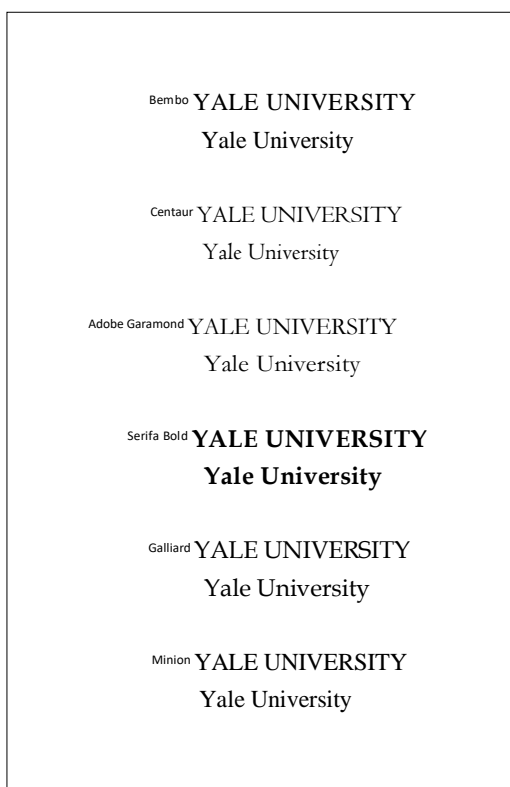 Bembo YALE UNIVERSITY
Yale University
Centaur YALE UNIVERSITY
Yale University
Adobe Garamond YALE UNIVERSITY
Yale University
Serifa Bold YALE UNIVERSITY
Yale University
Galliard YALE UNIVERSITY
Yale University
Minion YALE UNIVERSITY
Yale University